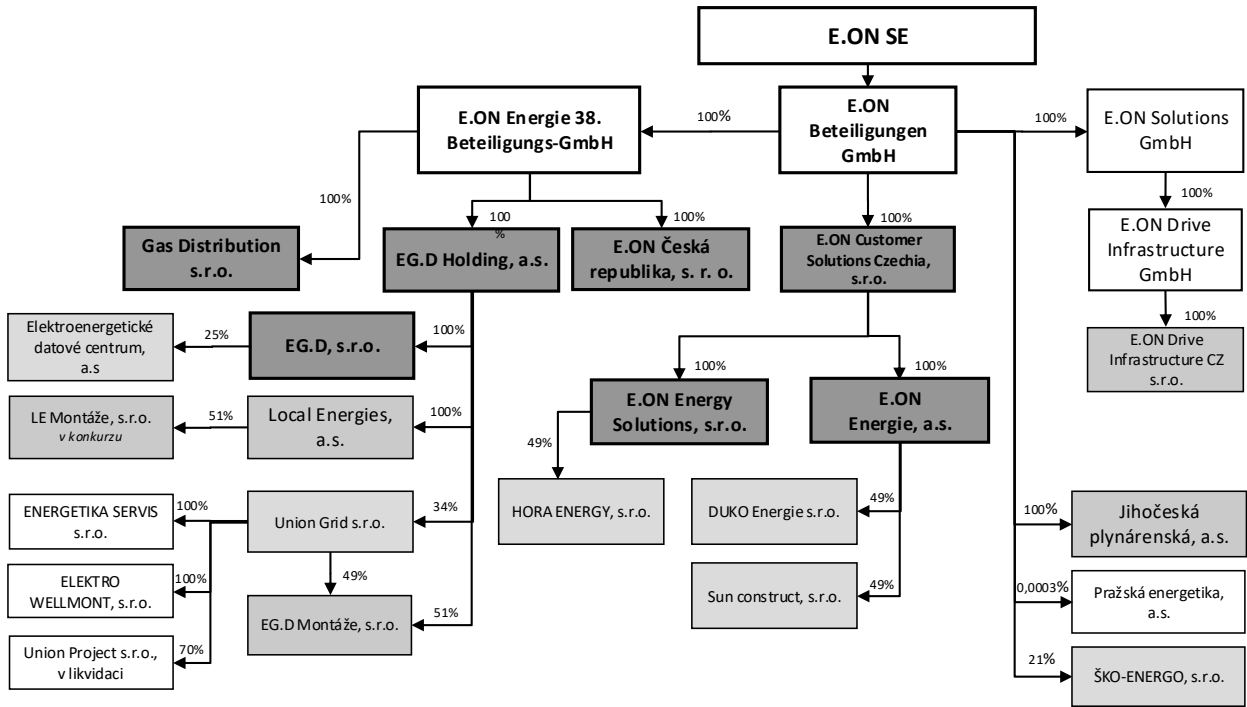 E.ON SE
E.ON Energie 38.
Beteiligungs-GmbH
100%
E.ON
Beteiligungen
GmbH
100%
E.ON Solutions
GmbH
100%
100%
100
%
100%
100%
100%
Gas Distribution
s.r.o.
EG.D Holding, a.s.
E.ON Česká
republika, s. r. o.
E.ON Customer
Solutions Czechia,
s.r.o.
E.ON Drive
Infrastructure
GmbH
100%
Elektroenergetické
datové centrum,
a.s
25%
EG.D, s.r.o.
100%
E.ON Drive
Infrastructure CZ
s.r.o.
100%
100%
LE Montáže, s.r.o.
v konkurzu
51%
Local Energies,
a.s.
100%
E.ON Energy
Solutions, s.r.o.
E.ON
Energie, a.s.
49%
ENERGETIKA SERVIS
s.r.o.
100%
Union Grid s.r.o.
34%
HORA ENERGY, s.r.o.
DUKO Energie s.r.o.
49%
100%
Jihočeská
plynárenská, a.s.
49%
ELEKTRO
WELLMONT, s.r.o.
100%
EG.D Montáže, s.r.o.
51%
Sun construct, s.r.o.
49%
0,0003%
Pražská energetika,
a.s.
Union Project s.r.o.,
v likvidaci
70%
21%
ŠKO-ENERGO, s.r.o.